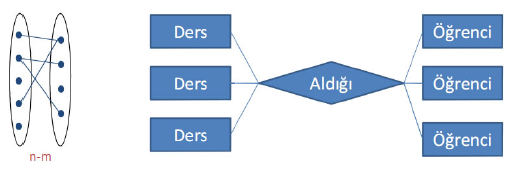 Ders
Öğrenci
Ders
Aldığı
Öğrenci
Ders
Öğrenci
n-m